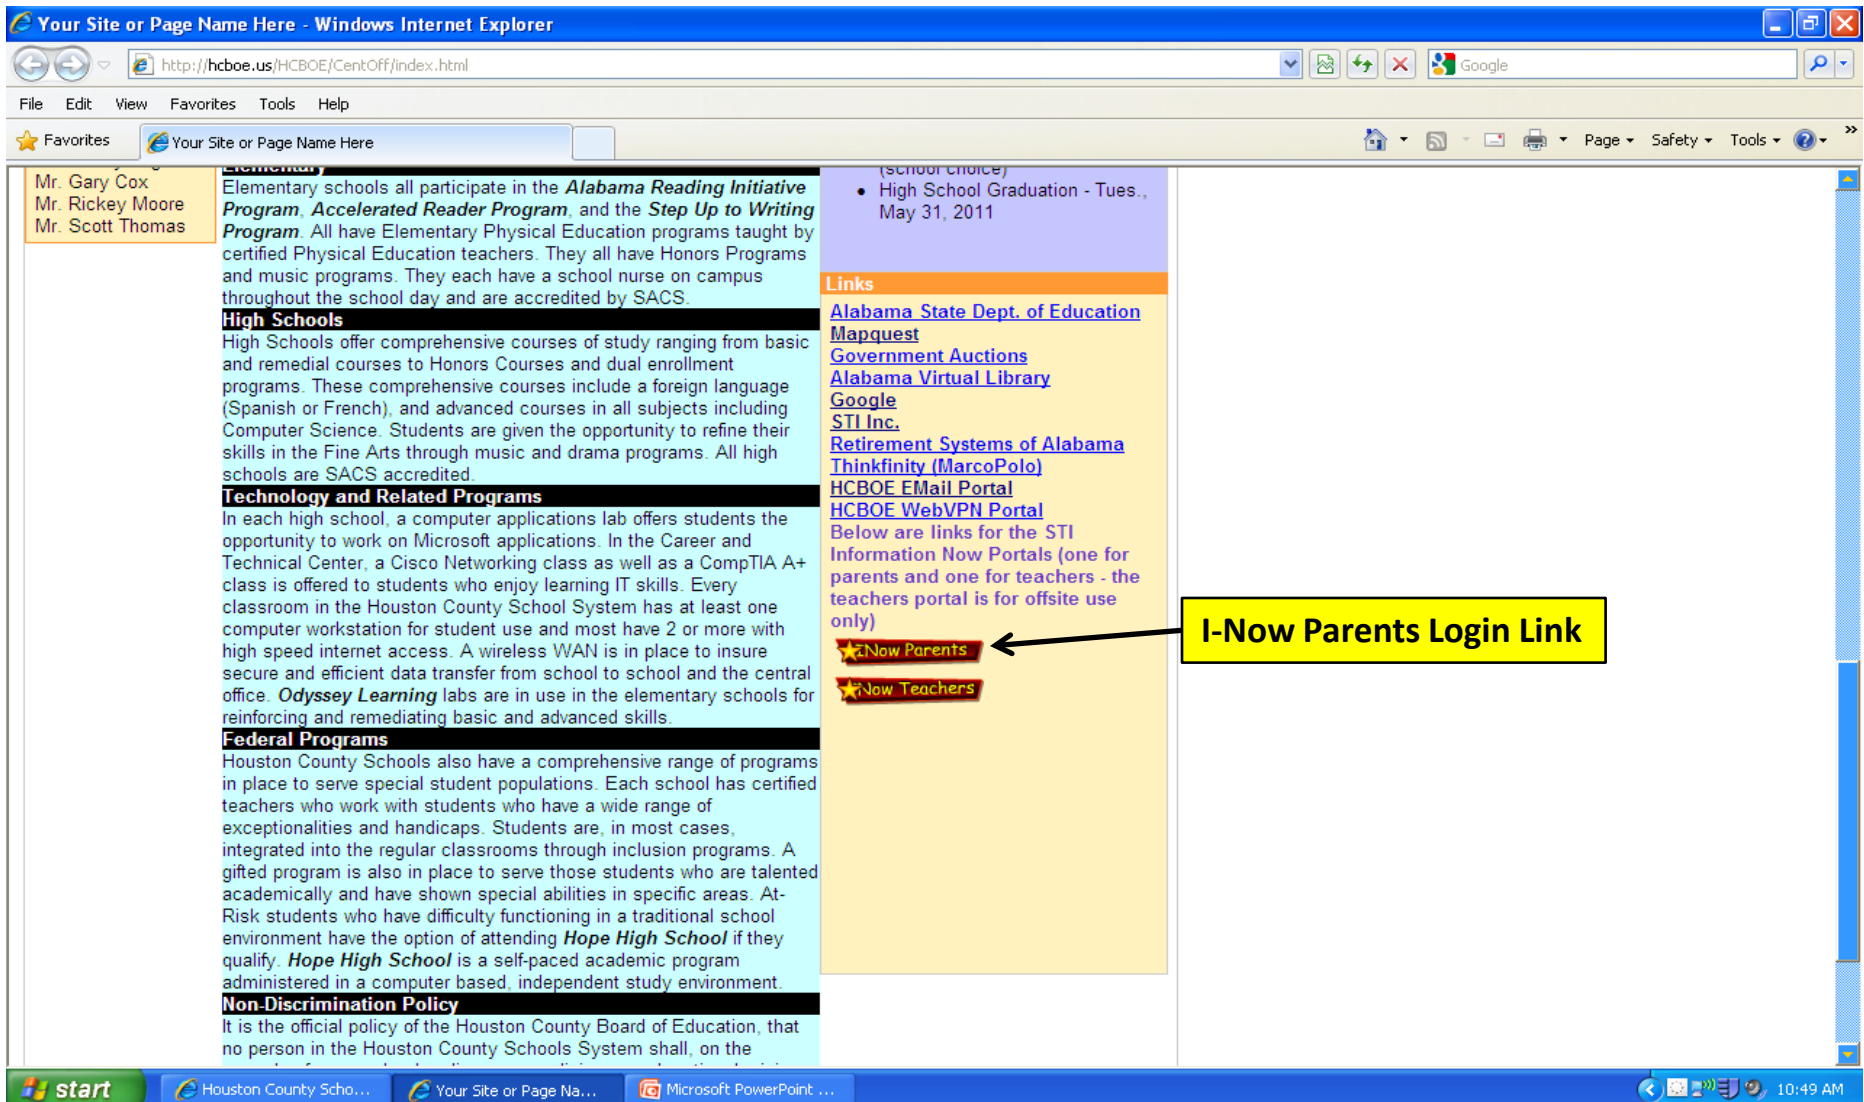 Your Site or Page Name Here - Windows Internet Explorer
http://hcboe.us/HCBOE/CentOff/index.html
Google
File Edit View Favorites Tools Help
Favorites
Your Site or Page Name Here
Page
Safety
Tools
Mr. Gary Cox
Mr. Rickey Moore
Mr. Scott Thomas
Elementary
Elementary schools all participate in the Alabama Reading Initiative
Program, Accelerated Reader Program, and the Step Up to Writing
Program. All have Elementary Physical Education programs taught by
certified Physical Education teachers. They all have Honors Programs
and music programs. They each have a school nurse on campus
throughout the school day and are accredited by SACS.
High Schools
High Schools offer comprehensive courses of study ranging from basic
and remedial courses to Honors Courses and dual enrollment
programs. These comprehensive courses include a foreign language
(Spanish or French), and advanced courses in all subjects including
Computer Science. Students are given the opportunity to refine their
skills in the Fine Arts through music and drama programs. All high
schools are SACS accredited.
Technology and Related Programs
In each high school, a computer applications lab offers students the
opportunity to work on Microsoft applications. In the Career and
Technical Center, a Cisco Networking class as well as a CompTIA A+
class is offered to students who enjoy learning IT skills. Every
classroom in the Houston County School System has at least one
computer workstation for student use and most have 2 or more with
high speed internet access. A wireless WAN is in place to insure
secure and efficient data transfer from school to school and the central
office. Odyssey Learning labs are in use in the elementary schools for
reinforcing and remediating basic and advanced skills.
Federal Programs
Houston County Schools also have a comprehensive range of programs
in place to serve special student populations. Each school has certified
teachers who work with students who have a wide range of
exceptionalities and handicaps. Students are, in most cases,
integrated into the regular classrooms through inclusion programs. A
gifted program is also in place to serve those students who are talented
academically and have shown special abilities in specific areas. At-
Risk students who have difficulty functioning in a traditional school
environment have the option of attending Hope High School if they
qualify. Hope High School is a self-paced academic program
administered in a computer based, independent study environment.
Non-Discrimination Policy
It is the official policy of the Houston County Board of Education, that
no person in the Houston County Schools System shall, on the
(school choice)
• High School Graduation - Tues.,
May 31, 2011
Links
Alabama State Dept. of Education
Mapquest
Government Auctions
Alabama Virtual Library
Google
STI Inc.
Retirement Systems of Alabama
Thinkfinity (MarcoPolo)
HCBOE EMail Portal
HCBOE WebVPN Portal
Below are links for the STI
Information Now Portals (one for
parents and one for teachers - the
teachers portal is for offsite use
only)
INow Parents
INow Teachers
I-Now Parents Login Link
start
Houston County Scho...
Your Site or Page Na...
Microsoft PowerPoint ...
10:49 AM